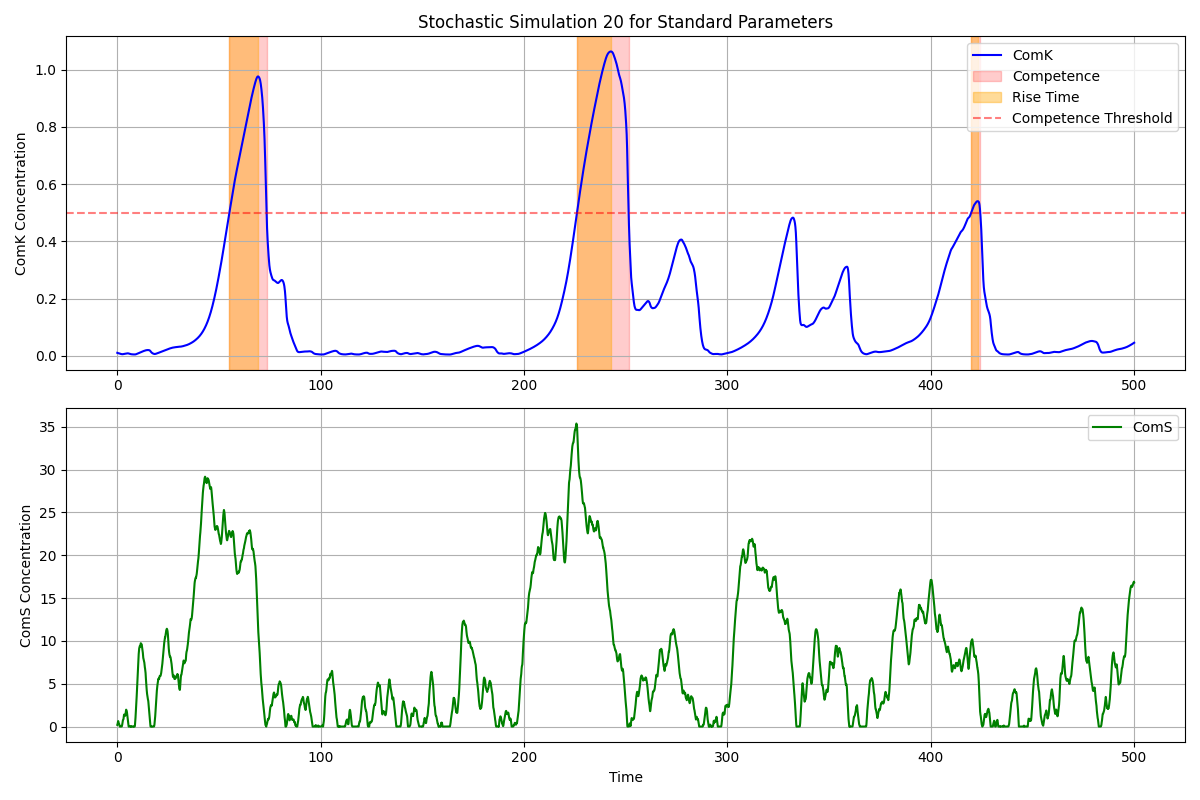 Stochastic Simulation 20 for Standard Parameters
ComK Concentration
1.0
0.8
0.6
0.4
0.2
0.0
ComK
Competence
Rise Time
Competence Threshold
0 100 200 300 400 500
ComS Concentration
35
30
25
20
15
10
5
0
ComS
0 100 200 300 400 500
Time